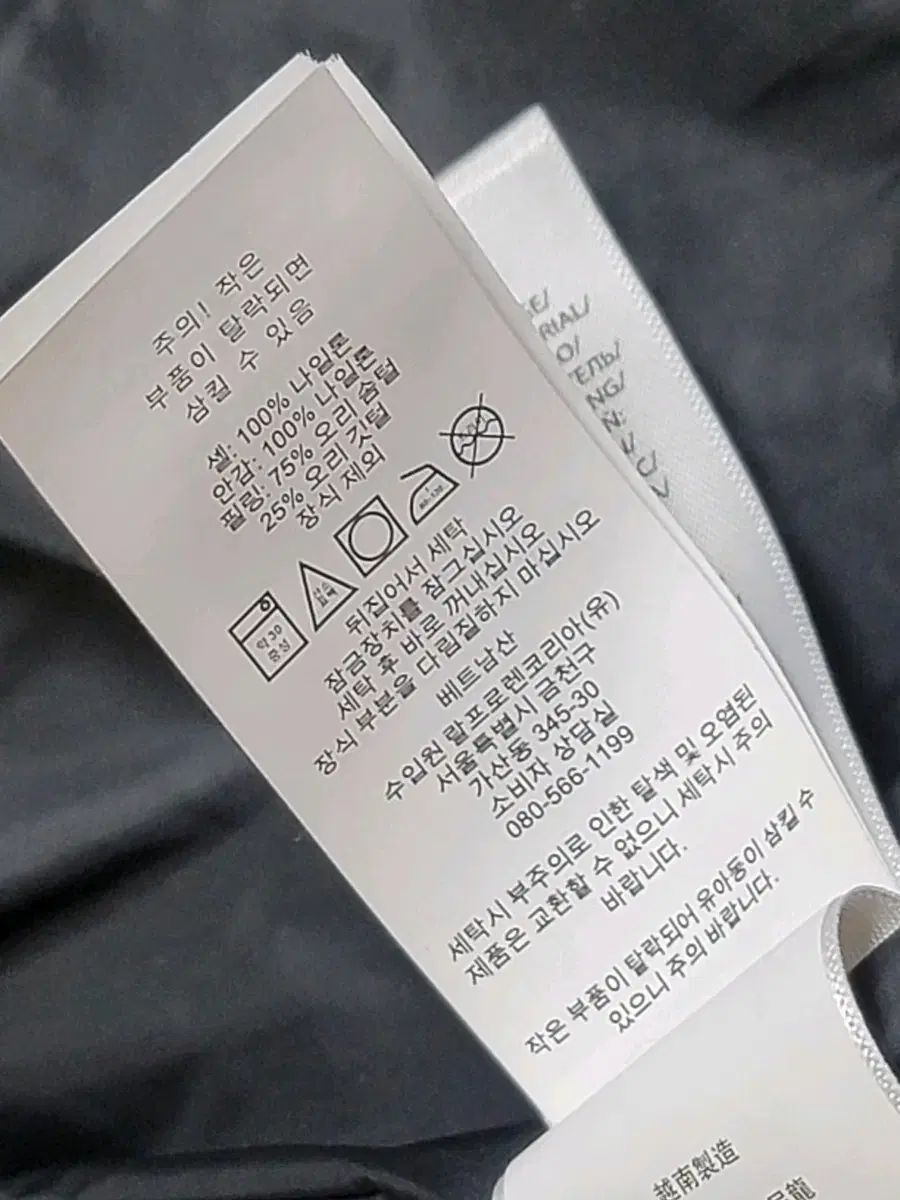 주의! 작은
부품이 탈락되면
삼킬 수 있음
셸: 100% 나일론
안감: 100% 나일론
필링: 75% 오리 솜털
25% 오리 깃털
장식 제외
약 30
중성
뒤집어서 세탁
잠금장치를 잠그십시오
세탁 후 바로 꺼내십시오
장식 부분을 다림질하지 마십시오
베트남산
수입원 랄프로렌코리아(유)
서울특별시 금천구
가산동 345-30
소비자 상담실
080-566-1199
세탁시 부주의로 인한 탈색 및 오염된
제품은 교환할 수 없으니 세탁시 주의
바랍니다.
작은 부품이 탈락되어 유아동이 삼킬 수
있으니 주의 바랍니다.
GE/
RIAL/
O/
ТЕЛЬ/
NG/
越南製造